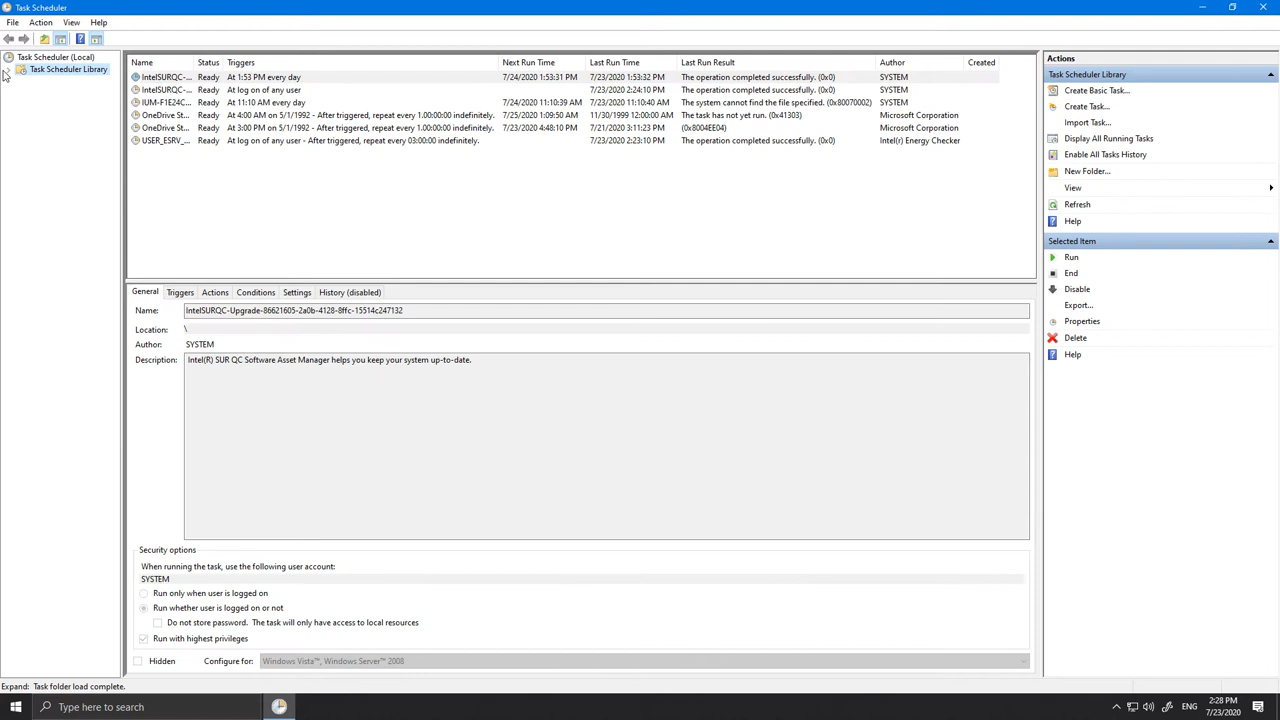 Task Scheduler
File Action View Help
Task Scheduler (Local)
Task Scheduler Library
Name Status Triggers Next Run Time Last Run Time Last Run Result Author Created
IntelSURQC-... Ready At 1:53 PM every day 7/24/2020 1:53:31 PM 7/23/2020 1:53:32 PM The operation completed successfully. (0x0) SYSTEM
IntelSURQC-... Ready At log on of any user 7/23/2020 2:24:10 PM The operation completed successfully. (0x0) SYSTEM
IUM-F1E24C... Ready At 11:10 AM every day 7/24/2020 11:10:39 AM 7/23/2020 11:10:40 AM The system cannot find the file specified. (0x80070002) SYSTEM
OneDrive St... Ready At 4:00 AM on 5/1/1992 - After triggered, repeat every 1.00:00:00 indefinitely. 7/25/2020 1:09:50 AM 11/30/1999 12:00:00 AM The task has not yet run. (0x41303) Microsoft Corporation
OneDrive St... Ready At 3:00 PM on 5/1/1992 - After triggered, repeat every 1.00:00:00 indefinitely. 7/23/2020 4:48:10 PM 7/21/2020 3:11:23 PM (0x8004EE04) Microsoft Corporation
USER_ESRV_... Ready At log on of any user - After triggered, repeat every 03:00:00 indefinitely. 7/23/2020 2:23:10 PM The operation completed successfully. (0x0) Intel(r) Energy Checker
General Triggers Actions Conditions Settings History (disabled)
Name: IntelSURQC-Upgrade-86621605-2a0b-4128-8ffc-15514c247132
Location: \
Author: SYSTEM
Description: Intel(R) SUR QC Software Asset Manager helps you keep your system up-to-date.
Security options
When running the task, use the following user account:
SYSTEM
Run only when user is logged on
Run whether user is logged on or not
Do not store password. The task will only have access to local resources
Run with highest privileges
Hidden Configure for: Windows Vista™, Windows Server™ 2008
Actions
Task Scheduler Library
Create Basic Task...
Create Task...
Import Task...
Display All Running Tasks
Enable All Tasks History
New Folder...
View
Refresh
Help
Selected Item
Run
End
Disable
Export...
Properties
Delete
Help
Expand: Task folder load complete.
Type here to search
ENG
2:28 PM
7/23/2020